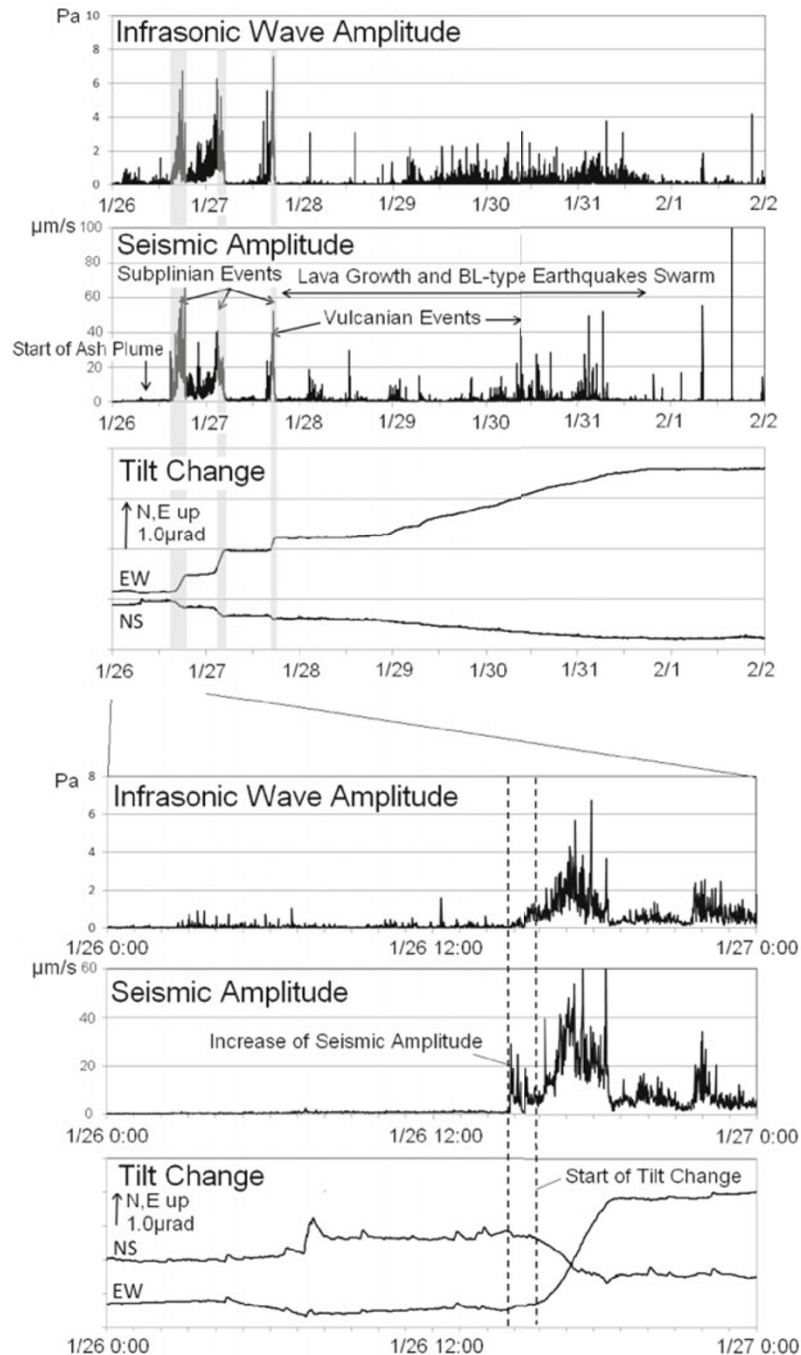 Pa 10
Infrasonic Wave Amplitude
8
6
4
2
0
1/26 1/27 1/28 1/29 1/30 1/31 2/1 2/2
µm/s 100
Seismic Amplitude
80
Subplinian Events
Lava Growth and BL-type Earthquakes Swarm
60
Vulcanian Events
40
Start of Ash Plume
20
0
1/26 1/27 1/28 1/29 1/30 1/31 2/1 2/2
Tilt Change
N,E up
1.0µrad
EW
NS
1/26 1/27 1/28 1/29 1/30 1/31 2/1 2/2
Pa 8
Infrasonic Wave Amplitude
6
4
2
0
1/26 0:00 1/26 12:00 1/27 0:00
µm/s 60
Seismic Amplitude
40
Increase of Seismic Amplitude
20
0
1/26 0:00 1/26 12:00 1/27 0:00
Tilt Change
Start of Tilt Change
N,E up
1.0µrad
NS
EW
1/26 0:00 1/26 12:00 1/27 0:00